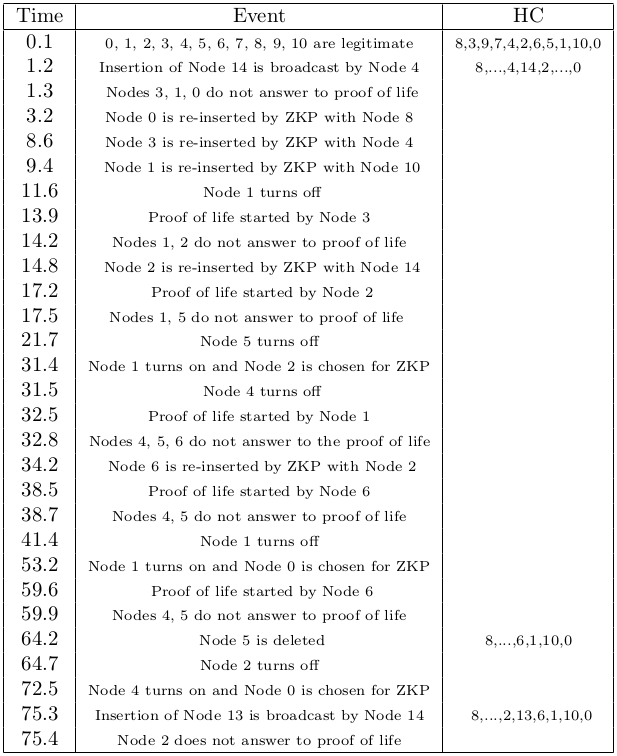 Time Event HC
0.1 0, 1, 2, 3, 4, 5, 6, 7, 8, 9, 10 are legitimate 8,3,9,7,4,2,6,5,1,10,0
1.2 Insertion of Node 14 is broadcast by Node 4 8,...,4,14,2,...,0
1.3 Nodes 3, 1, 0 do not answer to proof of life
3.2 Node 0 is re-inserted by ZKP with Node 8
8.6 Node 3 is re-inserted by ZKP with Node 4
9.4 Node 1 is re-inserted by ZKP with Node 10
11.6 Node 1 turns off
13.9 Proof of life started by Node 3
14.2 Nodes 1, 2 do not answer to proof of life
14.8 Node 2 is re-inserted by ZKP with Node 14
17.2 Proof of life started by Node 2
17.5 Nodes 1, 5 do not answer to proof of life
21.7 Node 5 turns off
31.4 Node 1 turns on and Node 2 is chosen for ZKP
31.5 Node 4 turns off
32.5 Proof of life started by Node 1
32.8 Nodes 4, 5, 6 do not answer to the proof of life
34.2 Node 6 is re-inserted by ZKP with Node 2
38.5 Proof of life started by Node 6
38.7 Nodes 4, 5 do not answer to proof of life
41.4 Node 1 turns off
53.2 Node 1 turns on and Node 0 is chosen for ZKP
59.6 Proof of life started by Node 6
59.9 Nodes 4, 5 do not answer to proof of life
64.2 Node 5 is deleted 8,...,6,1,10,0
64.7 Node 2 turns off
72.5 Node 4 turns on and Node 0 is chosen for ZKP
75.3 Insertion of Node 13 is broadcast by Node 14 8,...,2,13,6,1,10,0
75.4 Node 2 does not answer to proof of life